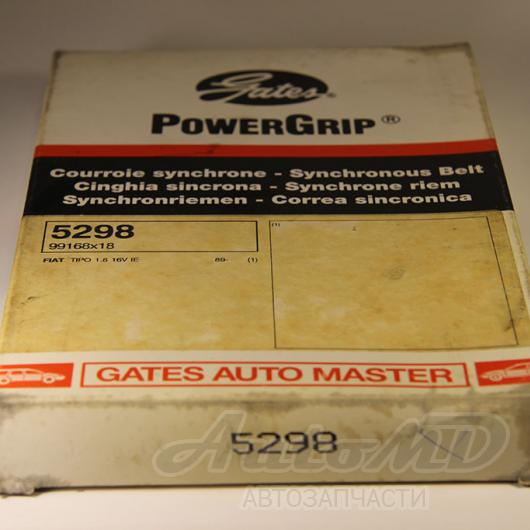 Gates
POWERGRIP®
Courroie synchrone - Synchronous Belt
Cinghia sincrona - Synchrone riem
Synchronriemen - Correa sincronica
5298
99168x18
(1)
FIAT TIPO 1.8 16V IE 89- (1)
GATES AUTO MASTER
5298
AutoMD
АВТОЗАПЧАСТИ